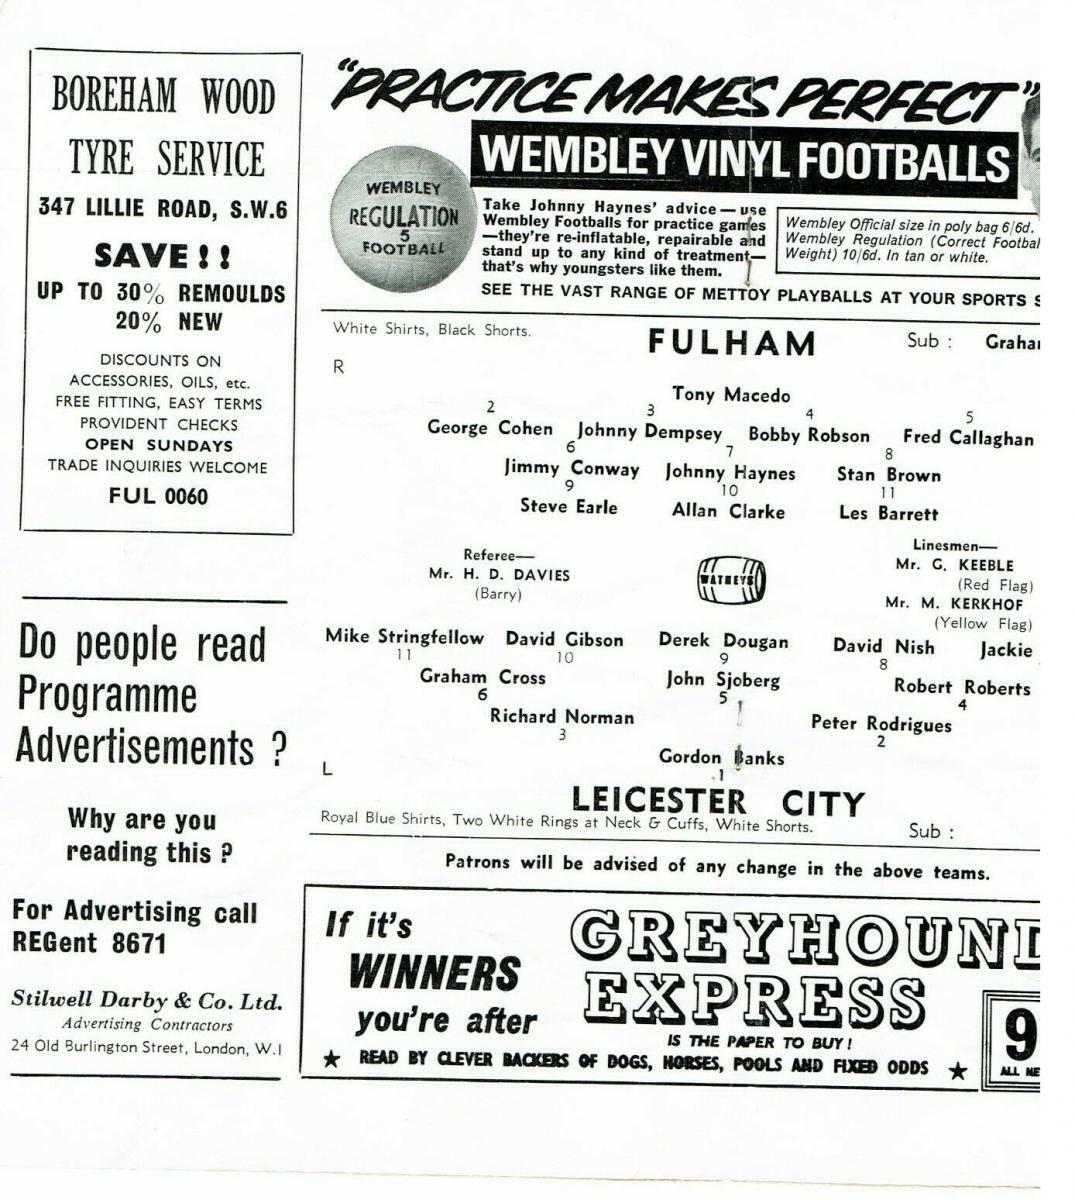 BOREHAM WOOD
TYRE SERVICE
347 LILLIE ROAD, S.W.6
SAVE ! !
UP TO 30% REMOULDS
20% NEW
DISCOUNTS ON
ACCESSORIES, OILS, etc.
FREE FITTING, EASY TERMS
PROVIDENT CHECKS
OPEN SUNDAYS
TRADE INQUIRIES WELCOME
FUL 0060
Do people read
Programme
Advertisements ?
Why are you
reading this ?
For Advertising call
REGent 8671
Stilwell Darby & Co. Ltd.
Advertising Contractors
24 Old Burlington Street, London, W.I
"PRACTICE MAKES PERFECT"
WEMBLEY VINYL FOOTBALLS
WEMBLEY
REGULATION
5
FOOTBALL
Take Johnny Haynes' advice — use
Wembley Footballs for practice games
—they're re-inflatable, repairable and
stand up to any kind of treatment—
that's why youngsters like them.
Wembley Official size in poly bag 6/6d.
Wembley Regulation (Correct Footbal
Weight) 10/6d. In tan or white.
SEE THE VAST RANGE OF METTOY PLAYBALLS AT YOUR SPORTS S
White Shirts, Black Shorts.
FULHAM
Sub : Graha
R
Tony Macedo
2 3 4 5
George Cohen Johnny Dempsey Bobby Robson Fred Callaghan
6 7 8
Jimmy Conway Johnny Haynes Stan Brown
9 10 11
Steve Earle Allan Clarke Les Barrett
Referee—
Mr. H. D. DAVIES
(Barry)
WATNEYS
Linesmen—
Mr. G. KEEBLE
(Red Flag)
Mr. M. KERKHOF
(Yellow Flag)
Mike Stringfellow David Gibson Derek Dougan David Nish Jackie
11 10 9 8
Graham Cross John Sjoberg Robert Roberts
6 5 4
Richard Norman Peter Rodrigues
3 2
Gordon Banks
1
L
LEICESTER CITY
Royal Blue Shirts, Two White Rings at Neck & Cuffs, White Shorts.
Sub :
Patrons will be advised of any change in the above teams.
If it's
WINNERS
you're after
GREYHOUND
EXPRESS
IS THE PAPER TO BUY!
★ READ BY CLEVER BACKERS OF DOGS, HORSES, POOLS AND FIXED ODDS ★
9
ALL NE